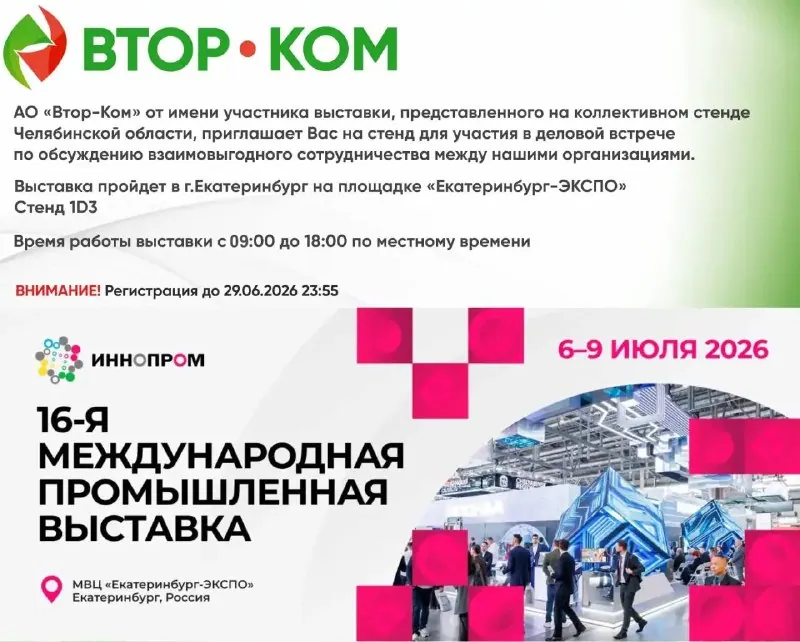 ВТОР•КОМ
АО «Втор-Ком» от имени участника выставки, представленного на коллективном стенде
Челябинской области, приглашает Вас на стенд для участия в деловой встрече
по обсуждению взаимовыгодного сотрудничества между нашими организациями.
Выставка пройдет в г.Екатеринбург на площадке «Екатеринбург-ЭКСПО»
Стенд 1D3
Время работы выставки с 09:00 до 18:00 по местному времени
ВНИМАНИЕ! Регистрация до 29.06.2026 23:55
ИННОПРОМ
6–9 ИЮЛЯ 2026
16-Я
МЕЖДУНАРОДНАЯ
ПРОМЫШЛЕННАЯ
ВЫСТАВКА
МВЦ «Екатеринбург-ЭКСПО»
Екатеринбург, Россия